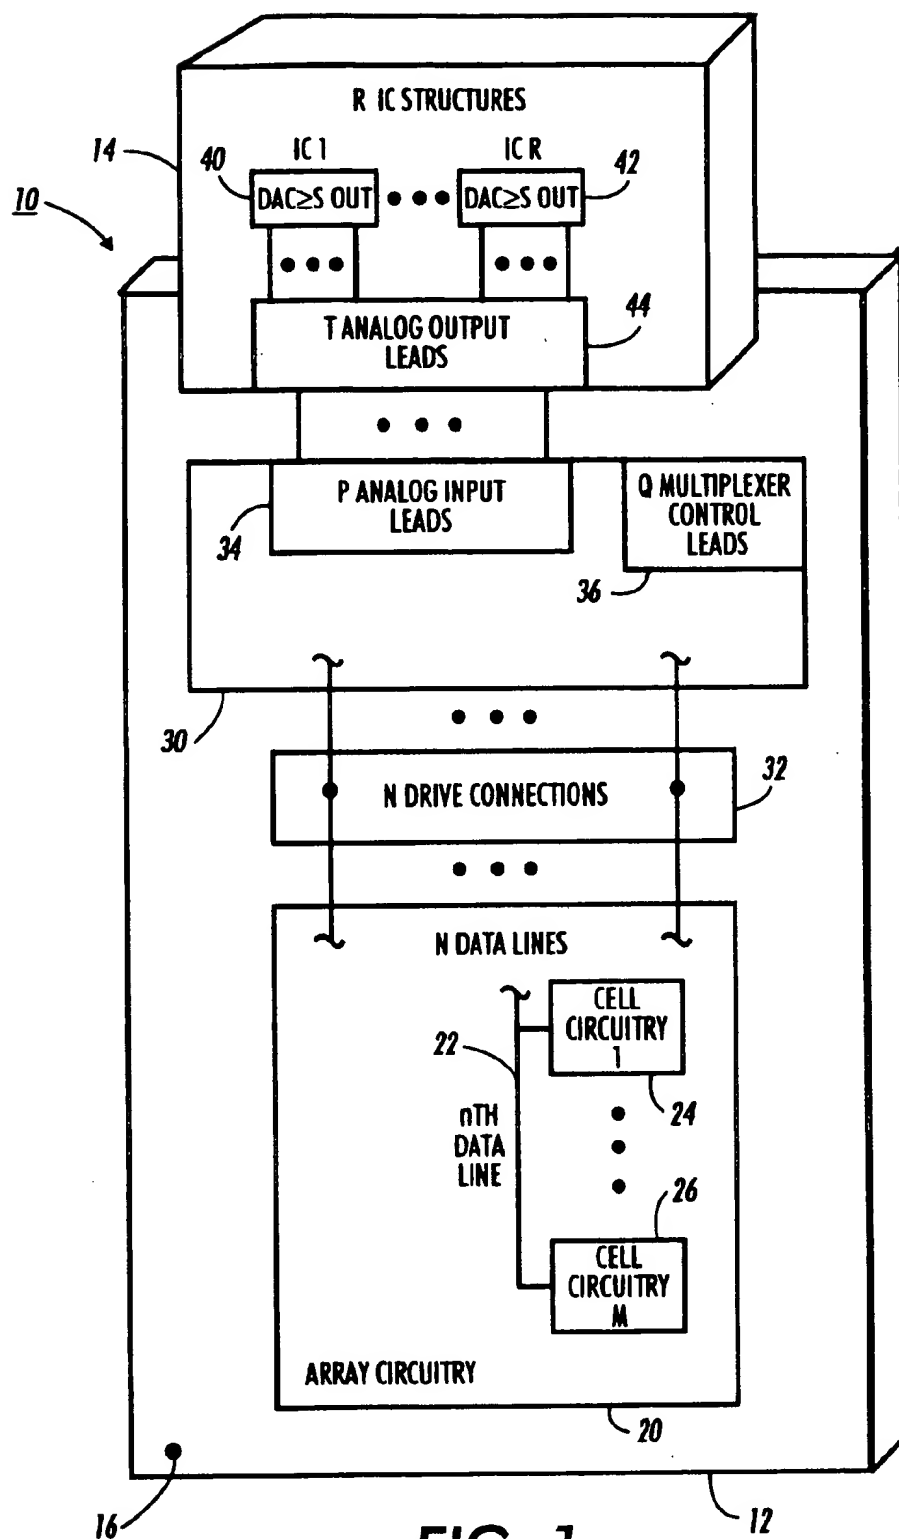 R IC STRUCTURES
14
40
IC 1
IC R
42
10
DAC≥S OUT
DAC≥S OUT
T ANALOG OUTPUT
LEADS
44
P ANALOG INPUT
LEADS
34
Q MULTIPLEXER
CONTROL
LEADS
36
30
N DRIVE CONNECTIONS
32
N DATA LINES
CELL
CIRCUITRY
1
22
24
nTH
DATA
LINE
26
CELL
CIRCUITRY
M
ARRAY CIRCUITRY
20
16
12
FIG. 1